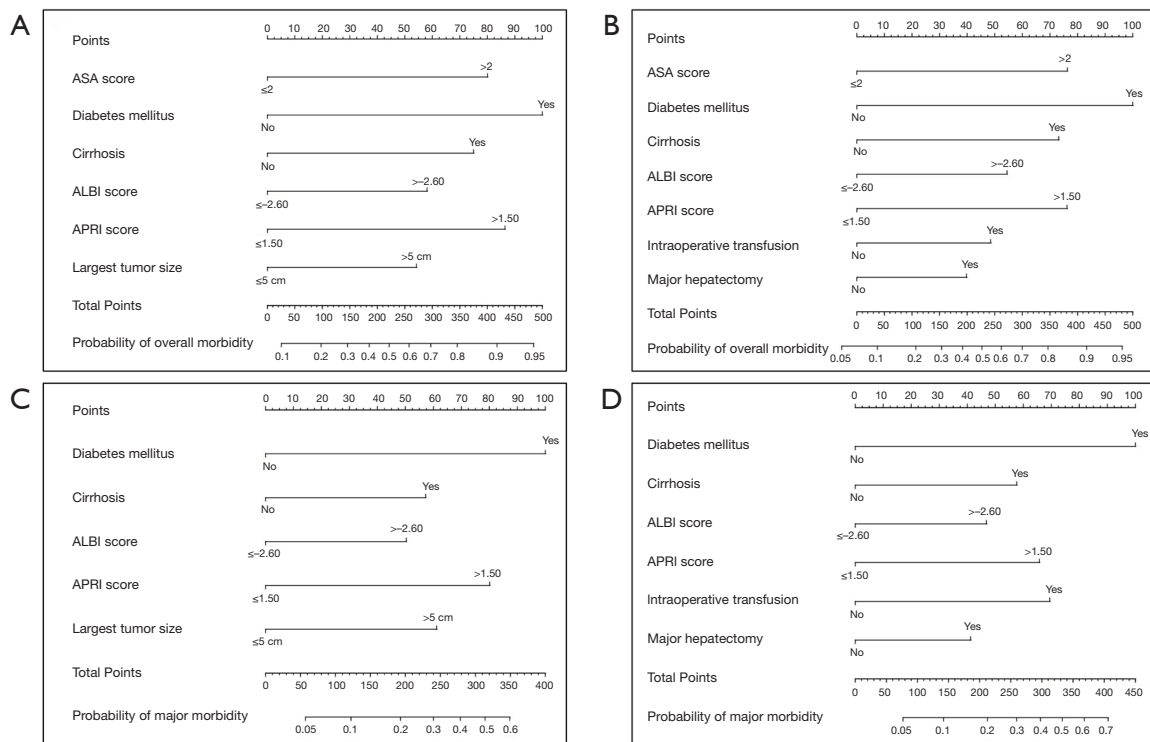 A
Points
0 10 20 30 40 50 60 70 80 90 100
ASA score
>2
≤2
Diabetes mellitus
Yes
No
Cirrhosis
Yes
No
ALBI score
>–2.60
≤–2.60
APRI score
>1.50
≤1.50
Largest tumor size
>5 cm
≤5 cm
Total Points
0 50 100 150 200 250 300 350 400 450 500
Probability of overall morbidity
0.1 0.2 0.3 0.4 0.5 0.6 0.7 0.8 0.9 0.95
B
Points
0 10 20 30 40 50 60 70 80 90 100
ASA score
>2
≤2
Diabetes mellitus
Yes
No
Cirrhosis
Yes
No
ALBI score
>–2.60
≤–2.60
APRI score
>1.50
≤1.50
Intraoperative transfusion
Yes
No
Major hepatectomy
Yes
No
Total Points
0 50 100 150 200 250 300 350 400 450 500
Probability of overall morbidity
0.05 0.1 0.2 0.3 0.4 0.5 0.6 0.7 0.8 0.9 0.95
C
Points
0 10 20 30 40 50 60 70 80 90 100
Diabetes mellitus
Yes
No
Cirrhosis
Yes
No
ALBI score
>–2.60
≤–2.60
APRI score
>1.50
≤1.50
Largest tumor size
>5 cm
≤5 cm
Total Points
0 50 100 150 200 250 300 350 400
Probability of major morbidity
0.05 0.1 0.2 0.3 0.4 0.5 0.6
D
Points
0 10 20 30 40 50 60 70 80 90 100
Diabetes mellitus
Yes
No
Cirrhosis
Yes
No
ALBI score
>–2.60
≤–2.60
APRI score
>1.50
≤1.50
Intraoperative transfusion
Yes
No
Major hepatectomy
Yes
No
Total Points
0 50 100 150 200 250 300 350 400 450
Probability of major morbidity
0.05 0.1 0.2 0.3 0.4 0.5 0.6 0.7